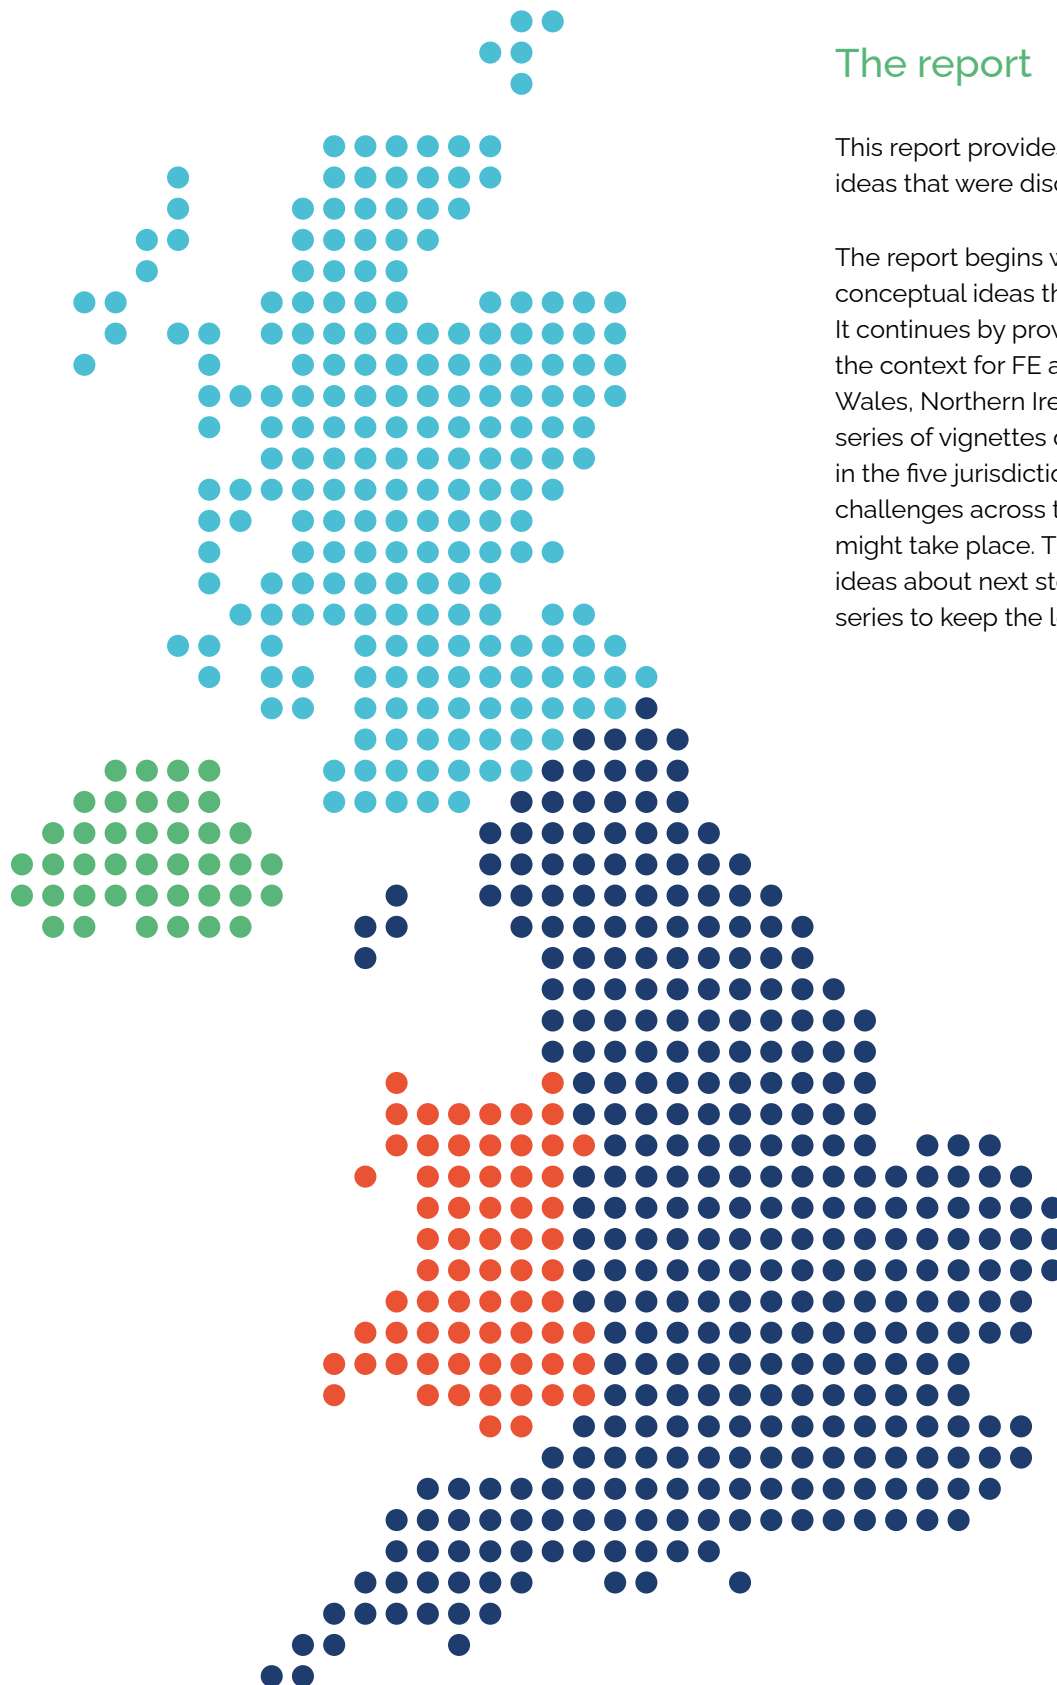 The report
This report provides
ideas that were disc
The report begins w
conceptual ideas th
It continues by prov
the context for FE a
Wales, Northern Ire
series of vignettes o
in the five jurisdictio
challenges across t
might take place. T
ideas about next ste
series to keep the le